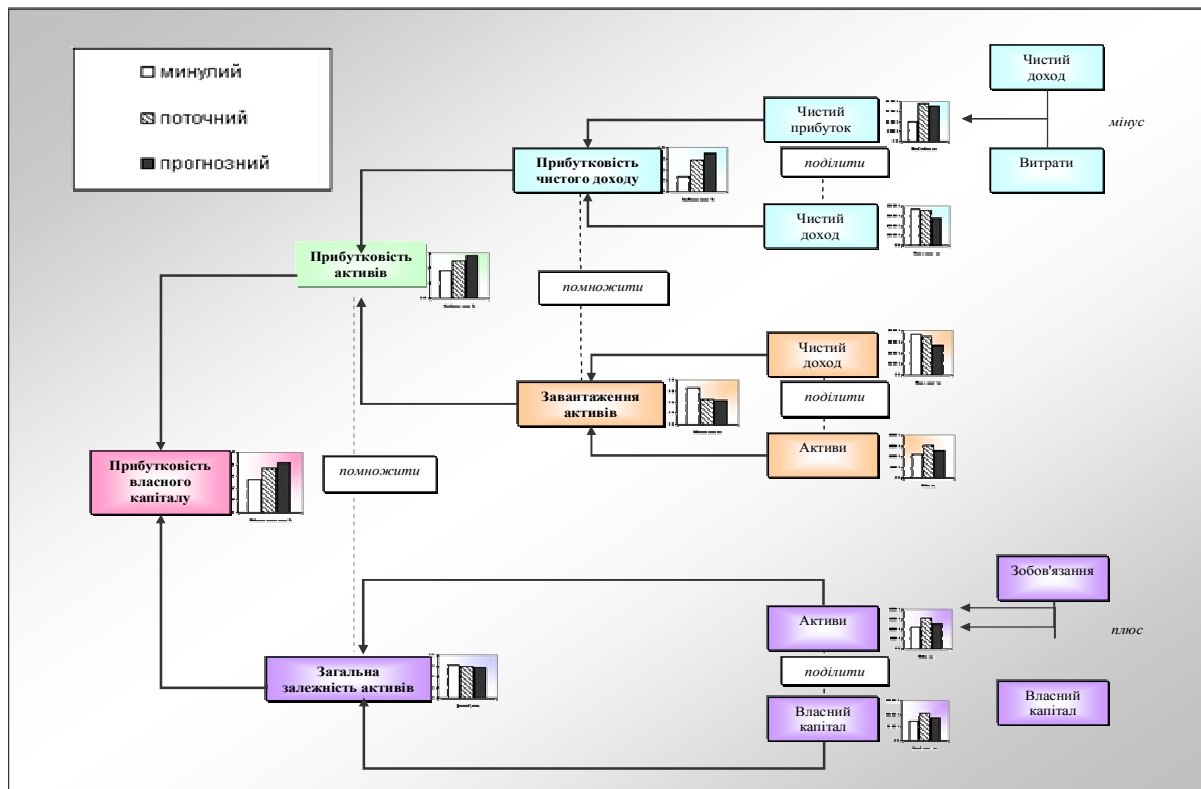 минулий
поточний
прогнозний
Чистий
доход
мінус
Витрати
Чистий
прибуток
поділити
Чистий
доход
Прибутковість
чистого доходу
Прибутковість
активів
помножити
Чистий
доход
поділити
Активи
Завантаження
активів
Прибутковість
власного
капіталу
помножити
Зобов'язання
плюс
Власний
капітал
Активи
поділити
Власний
капітал
Загальна
залежність активів